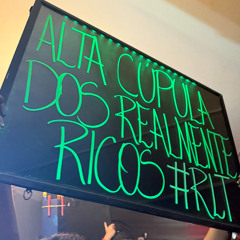 ALTA CÚPULA
DOS REALMENTE
RICOS #RLT
#